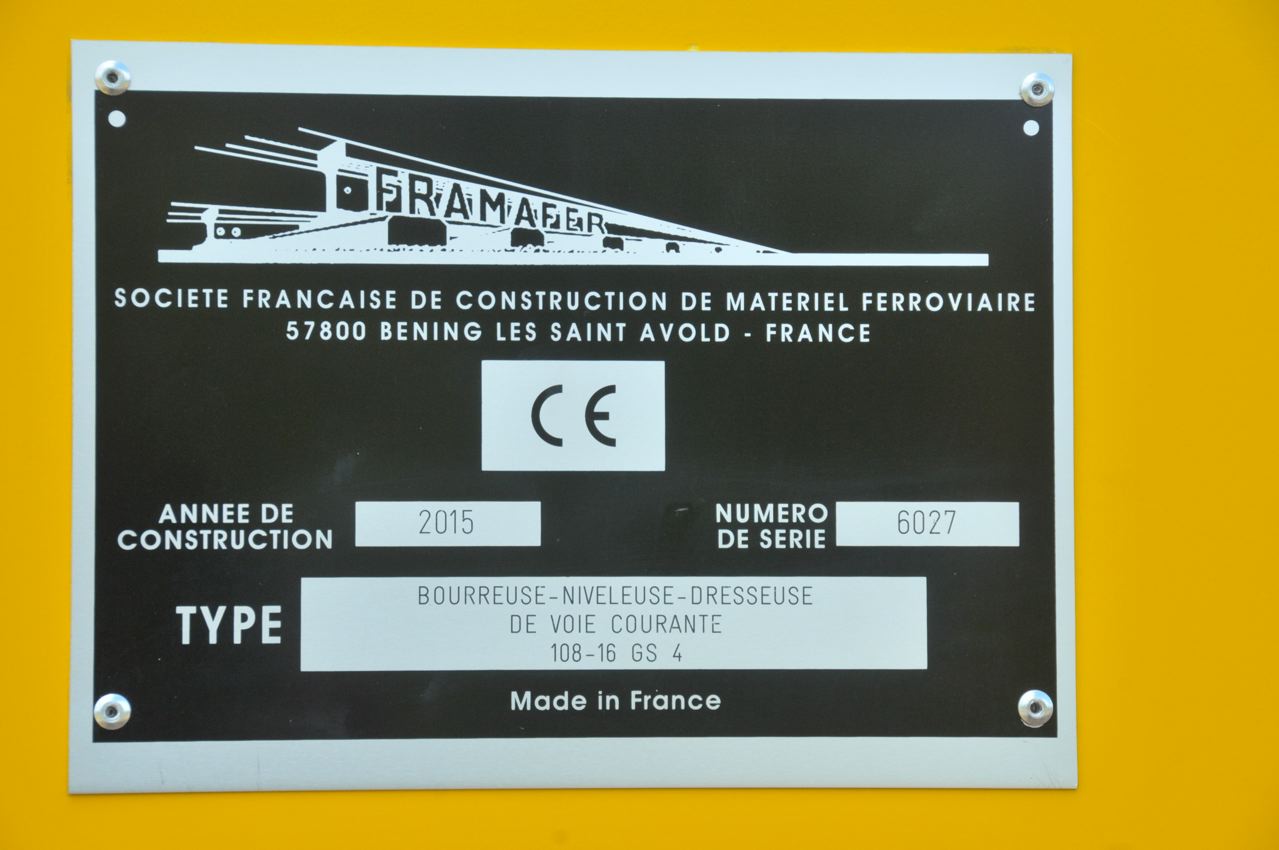 FRAMAFER
SOCIETE FRANCAISE DE CONSTRUCTION DE MATERIEL FERROVIAIRE
57800 BENING LES SAINT AVOLD - FRANCE
CE
ANNEE DE CONSTRUCTION
2015
NUMERO DE SERIE
6027
TYPE
BOURREUSE-NIVELEUSE-DRESSEUSE
DE VOIE COURANTE
108-16 GS 4
Made in France